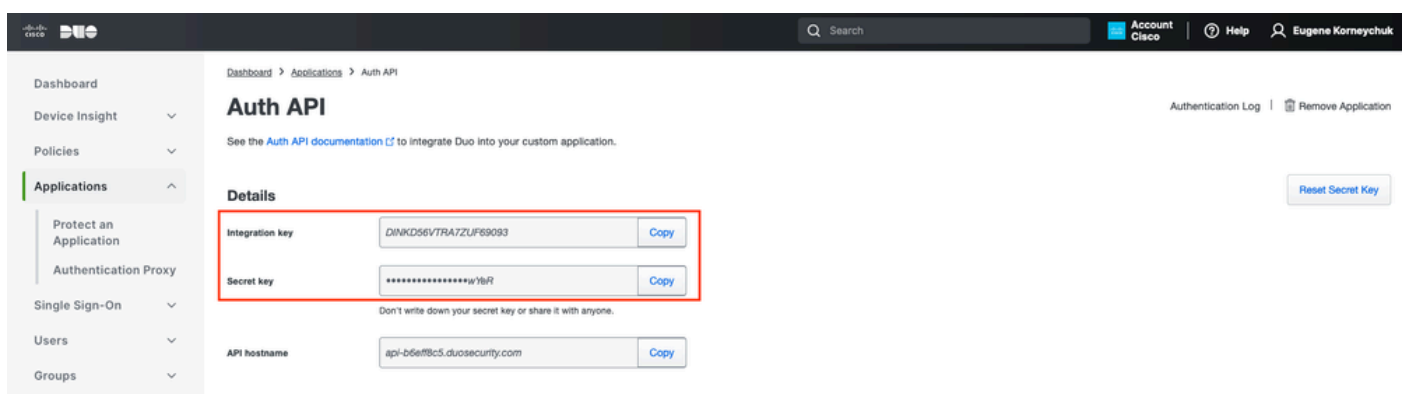 cisco DUO Search Account Cisco Help Eugene Korneychuk
Dashboard > Applications > Auth API
Dashboard
Auth API
Device Insight
Authentication Log | Remove Application
See the Auth API documentation to integrate Duo into your custom application.
Policies
Applications
Reset Secret Key
Details
Protect an
Application
Integration key DINKD56VTRA7ZUF69093 Copy
Authentication Proxy
Secret key ••••••••••••••••wYbR Copy
Single Sign-On
Don't write down your secret key or share it with anyone.
Users
API hostname api-b6eff8c5.duosecurity.com Copy
Groups